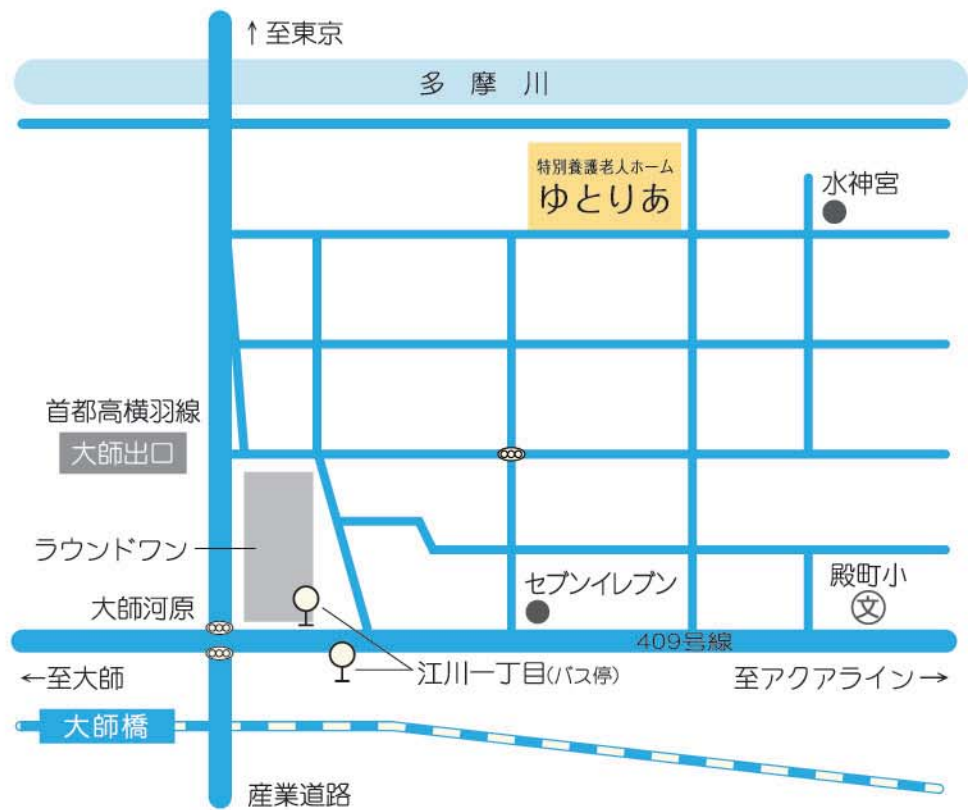 ↑至東京
多摩川
特別養護老人ホーム
ゆとりあ
水神宮
首都高横羽線
大師出口
ラウンドワン
セブンイレブン
殿町小
文
大師河原
409号線
←至大師
江川一丁目(バス停)
至アクアライン→
大師橋
産業道路